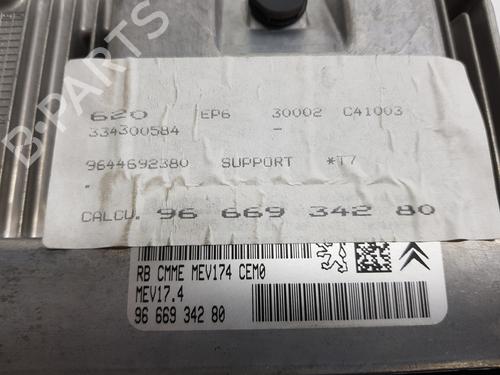 620 EP6 30002 C41003
334300584 -
9644692380 SUPPORT *T7
-
CALCU. 96 669 342 80
RB CMME MEV174 CEM0
MEV17.4
96 669 342 80
B-PARTS